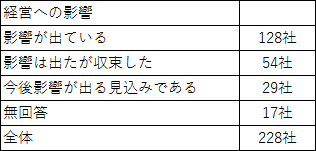 経営への影響
影響が出ている 128社
影響は出たが収束した 54社
今後影響が出る見込みである 29社
無回答 17社
全体 228社